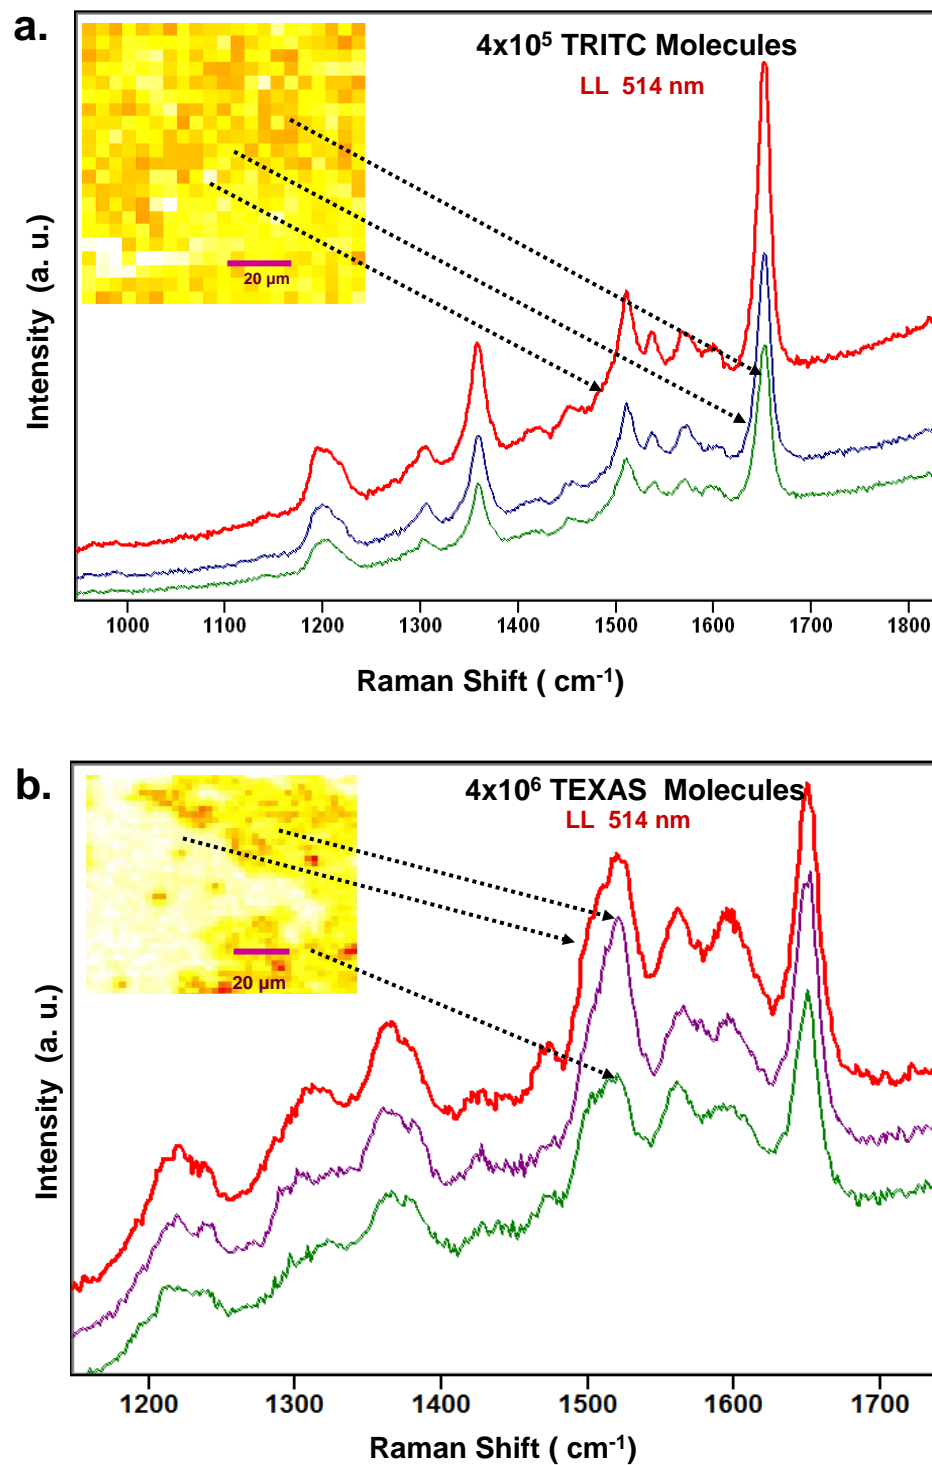 a.
4x10⁵ TRITC Molecules
LL 514 nm
20 µm
Intensity (a. u.)
1000 1100 1200 1300 1400 1500 1600 1700 1800
Raman Shift ( cm⁻¹)
b.
4x10⁶ TEXAS Molecules
LL 514 nm
20 µm
Intensity (a. u.)
1200 1300 1400 1500 1600 1700
Raman Shift ( cm⁻¹)